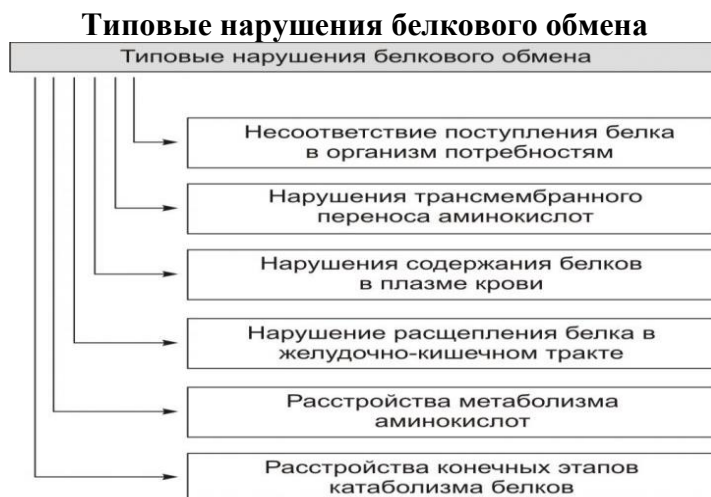 Типовые нарушения белкового обмена
Типовые нарушения белкового обмена
Несоответствие поступления белка
в организм потребностям
Нарушения трансмембранного
переноса аминокислот
Нарушения содержания белков
в плазме крови
Нарушение расщепления белка в
желудочно-кишечном тракте
Расстройства метаболизма
аминокислот
Расстройства конечных этапов
катаболизма белков